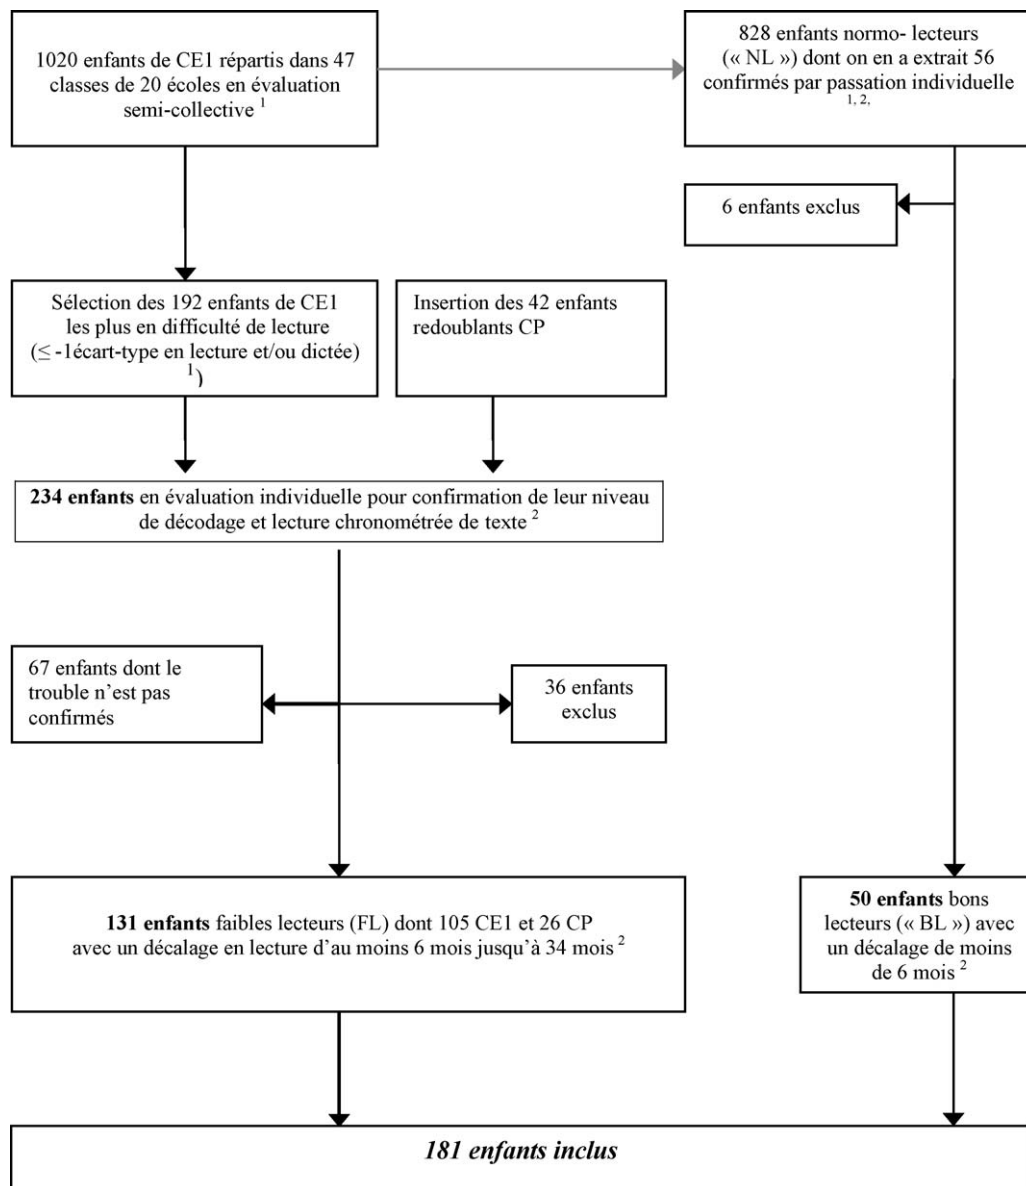 1020 enfants de CE1 répartis dans 47
classes de 20 écoles en évaluation
semi-collective 1
828 enfants normo- lecteurs
(« NL ») dont on en a extrait 56
confirmés par passation individuelle
1, 2,
6 enfants exclus
Sélection des 192 enfants de CE1
les plus en difficulté de lecture
(≤ -1écart-type en lecture et/ou dictée)
1)
Insertion des 42 enfants
redoublants CP
234 enfants en évaluation individuelle pour confirmation de leur niveau
de décodage et lecture chronométrée de texte 2
67 enfants dont le
trouble n’est pas
confirmés
36 enfants
exclus
131 enfants faibles lecteurs (FL) dont 105 CE1 et 26 CP
avec un décalage en lecture d’au moins 6 mois jusqu’à 34 mois 2
50 enfants bons
lecteurs (« BL ») avec
un décalage de moins
de 6 mois 2
181 enfants inclus